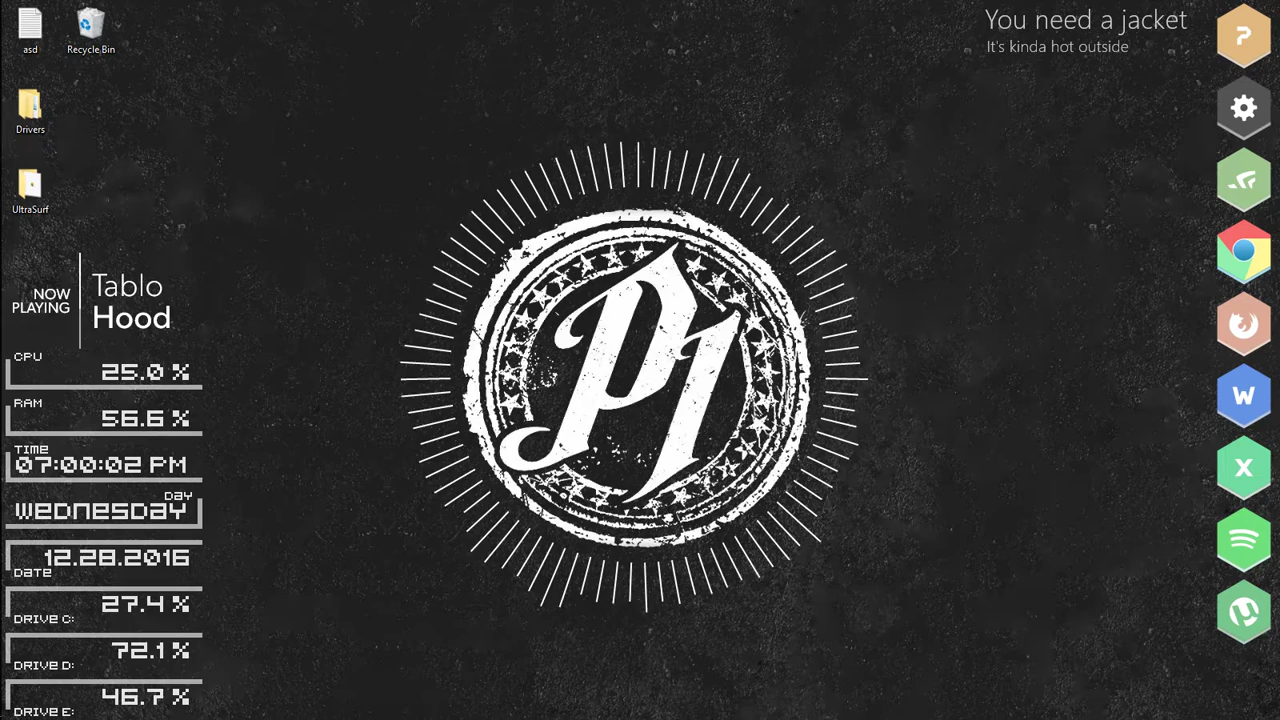 asd
Recycle Bin
Drivers
UltraSurf
You need a jacket
It's kinda hot outside
NOW
PLAYING
Tablo
Hood
CPU
25.0 %
RAM
56.6 %
TIME
07:00:02 PM
DAY
WEDNESDAY
12.28.2016
DATE
27.4 %
DRIVE C:
72.1 %
DRIVE D:
46.7 %
DRIVE E:
P1
P
W
X